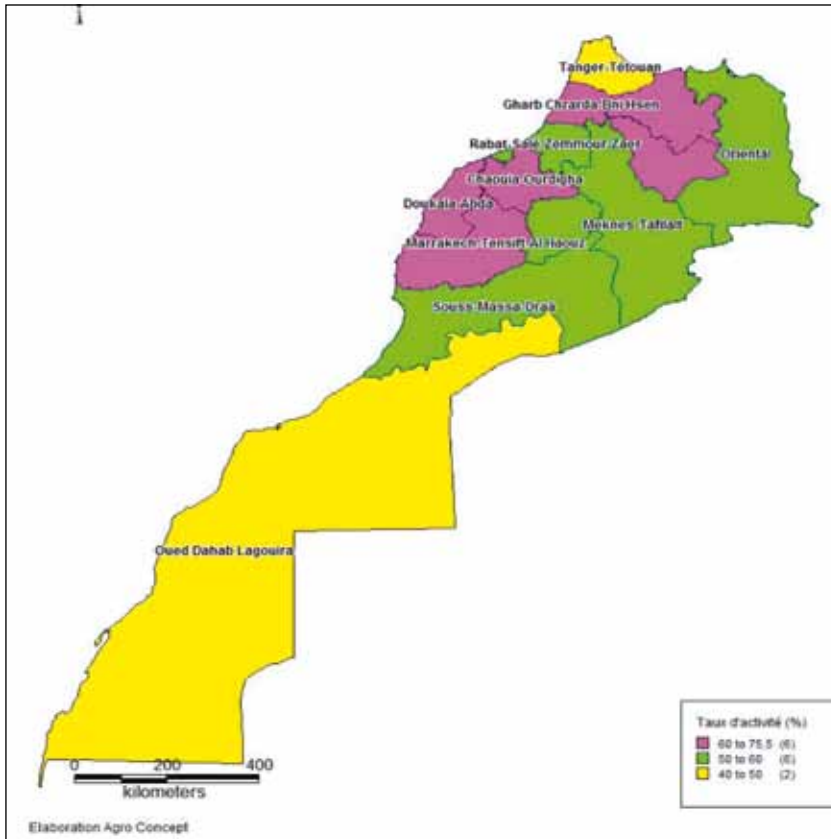 Tanger-Tétouan
Gharb Chrarda-Bni Hsen
Rabat-Salé Zemmour-Zaer
Oriental
Chaouia-Ourdigha
Doukala-Abda
Meknes-Tafilalt
Marrakech-Tensift-Al Haouz
Souss-Massa-Draâ
Oued Dahab Lagouira
Taux d'activité (%)
60 to 75,5 (6)
50 to 60 (6)
40 to 50 (2)
0 200 400
kilometers
Elaboration Agro Concept